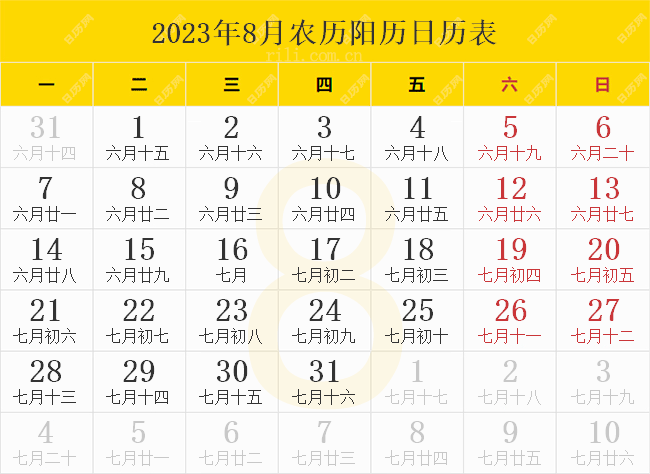 2023年8月农历阳历日历表
rili.com.cn
一 二 三 四 五 六 日
31 1 2 3 4 5 6
六月十四 六月十五 六月十六 六月十七 六月十八 六月十九 六月二十
7 8 9 10 11 12 13
六月廿一 六月廿二 六月廿三 六月廿四 六月廿五 六月廿六 六月廿七
14 15 16 17 18 19 20
六月廿八 六月廿九 七月 七月初二 七月初三 七月初四 七月初五
21 22 23 24 25 26 27
七月初六 七月初七 七月初八 七月初九 七月初十 七月十一 七月十二
28 29 30 31 1 2 3
七月十三 七月十四 七月十五 七月十六 七月十七 七月十八 七月十九
4 5 6 7 8 9 10
七月二十 七月廿一 七月廿二 七月廿三 七月廿四 七月廿五 七月廿六
8